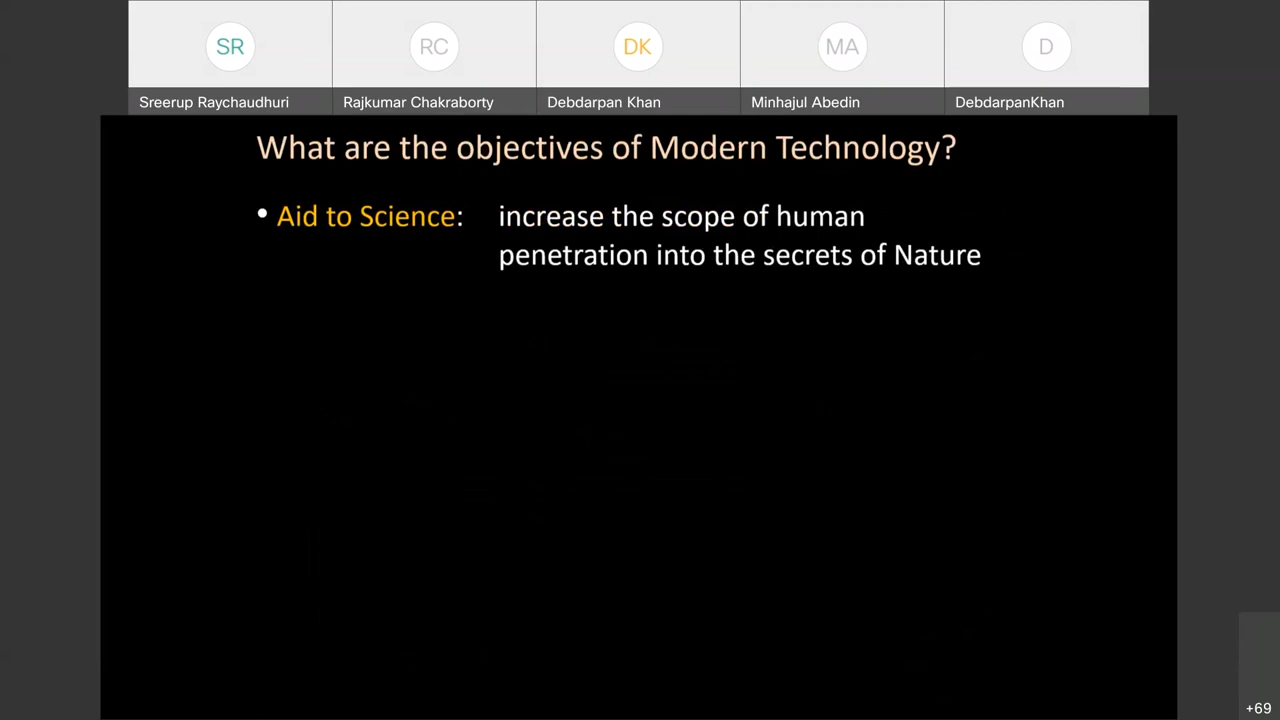 SR
RC
DK
MA
D
Sreerup Raychaudhuri
Rajkumar Chakraborty
Debdarpan Khan
Minhajul Abedin
DebdarpanKhan
What are the objectives of Modern Technology?
• Aid to Science: increase the scope of human
penetration into the secrets of Nature
+69